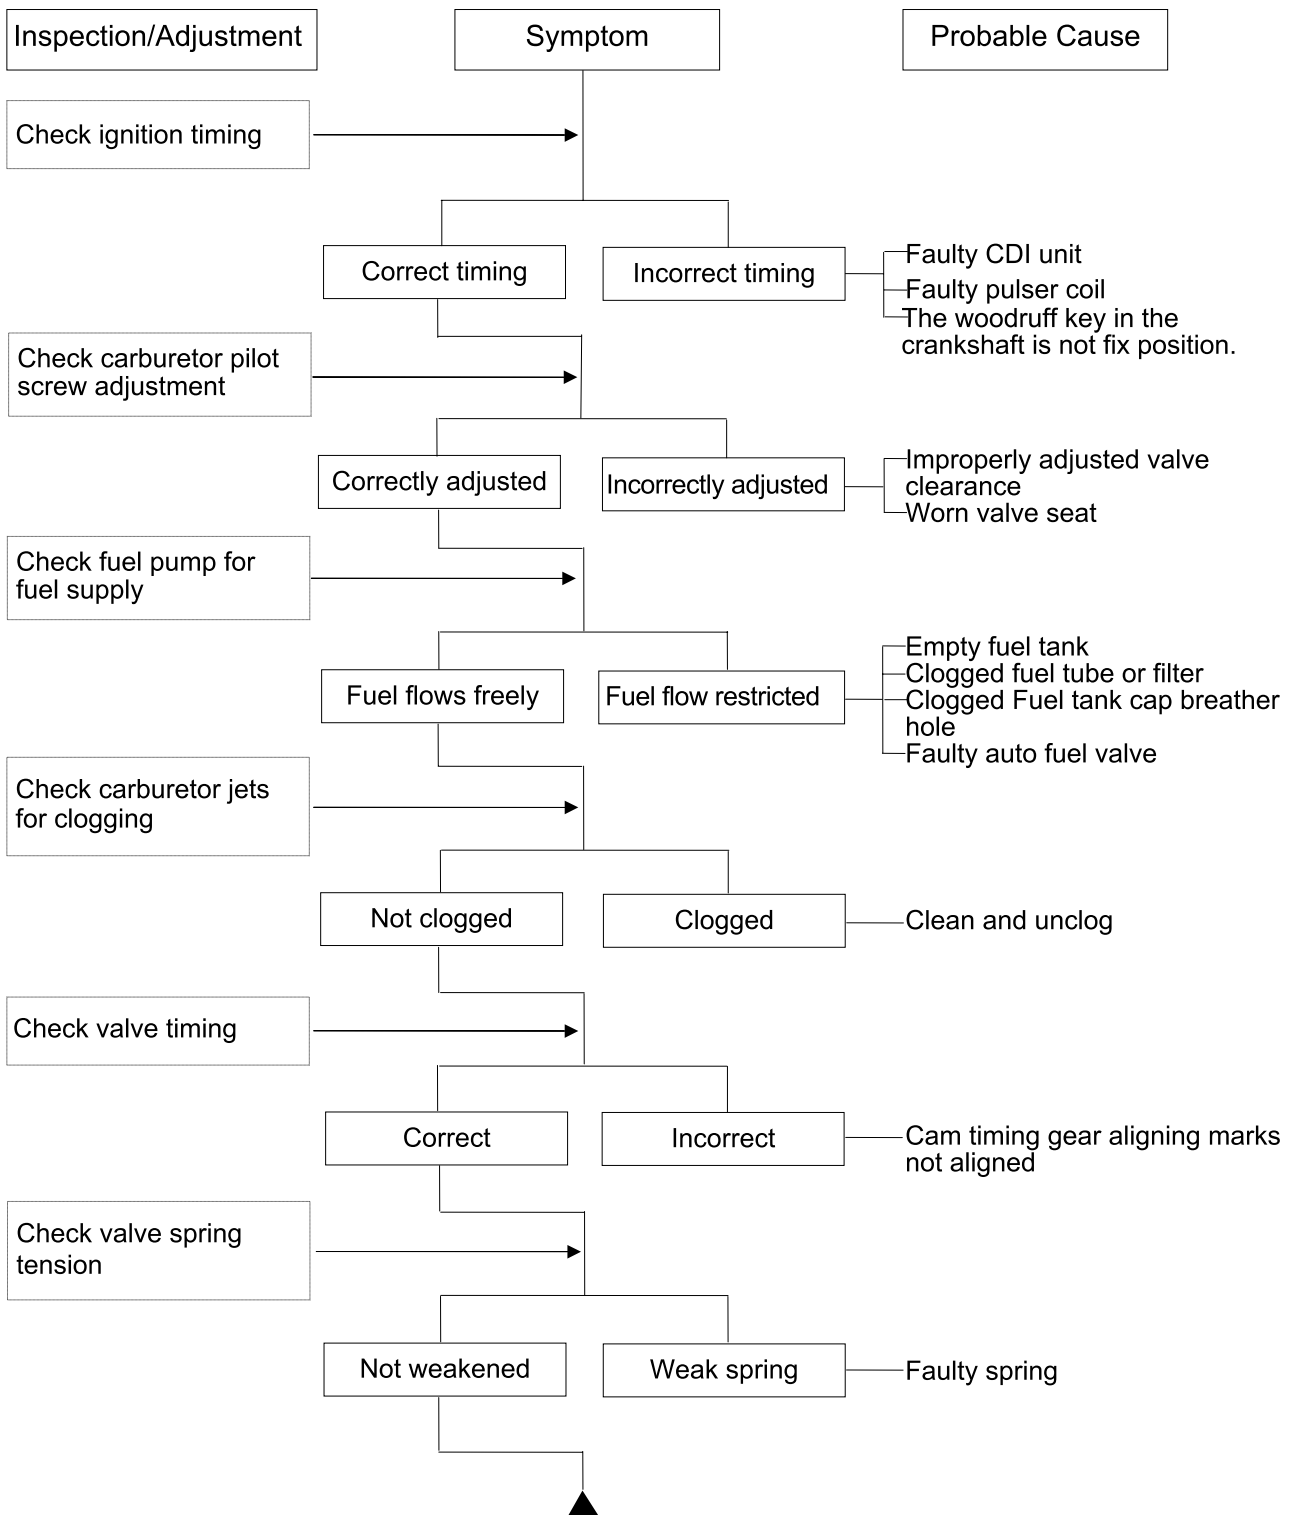 Inspection/Adjustment
Symptom
Probable Cause
Check ignition timing
Correct timing
Incorrect timing
Faulty CDI unit
Faulty pulser coil
The woodruff key in the
crankshaft is not fix position.
Check carburetor pilot
screw adjustment
Correctly adjusted
Incorrectly adjusted
Improperly adjusted valve
clearance
Worn valve seat
Check fuel pump for
fuel supply
Fuel flows freely
Fuel flow restricted
Empty fuel tank
Clogged fuel tube or filter
Clogged Fuel tank cap breather
hole
Faulty auto fuel valve
Check carburetor jets
for clogging
Not clogged
Clogged
Clean and unclog
Check valve timing
Correct
Incorrect
Cam timing gear aligning marks
not aligned
Check valve spring
tension
Not weakened
Weak spring
Faulty spring